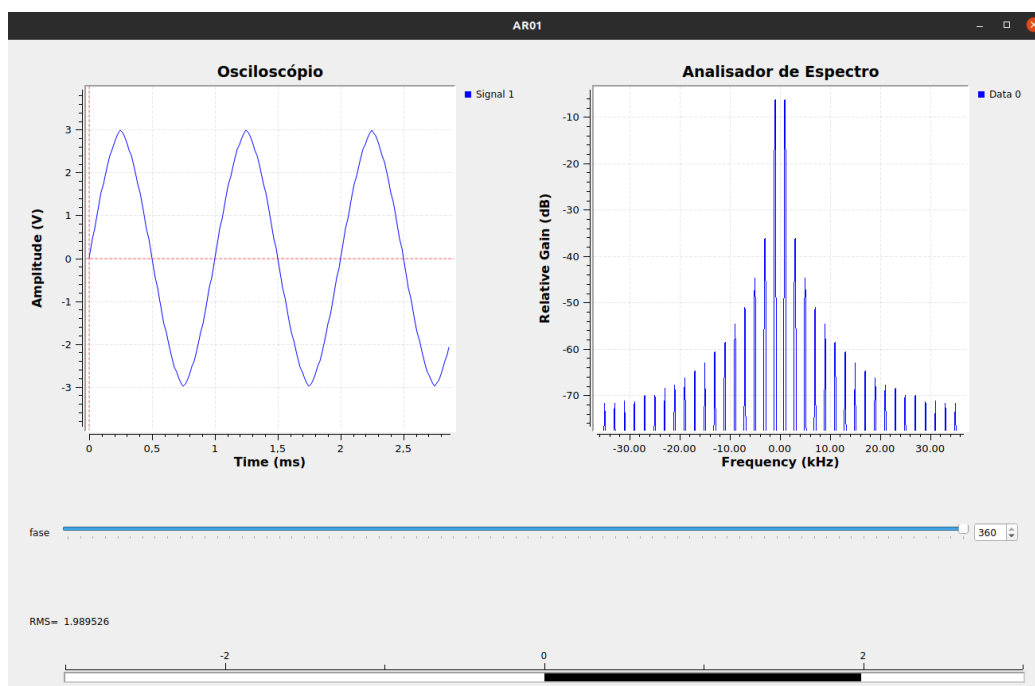 AR01
Osciloscópio
Signal 1
Amplitude (V)
3
2
1
0
-1
-2
-3
0
0,5
1
1,5
2
2,5
Time (ms)
Analisador de Espectro
Data 0
Relative Gain (dB)
-10
-20
-30
-40
-50
-60
-70
-30.00
-20.00
-10.00
0.00
10.00
20.00
30.00
Frequency (kHz)
fase
360
RMS= 1.989526
-2
0
2